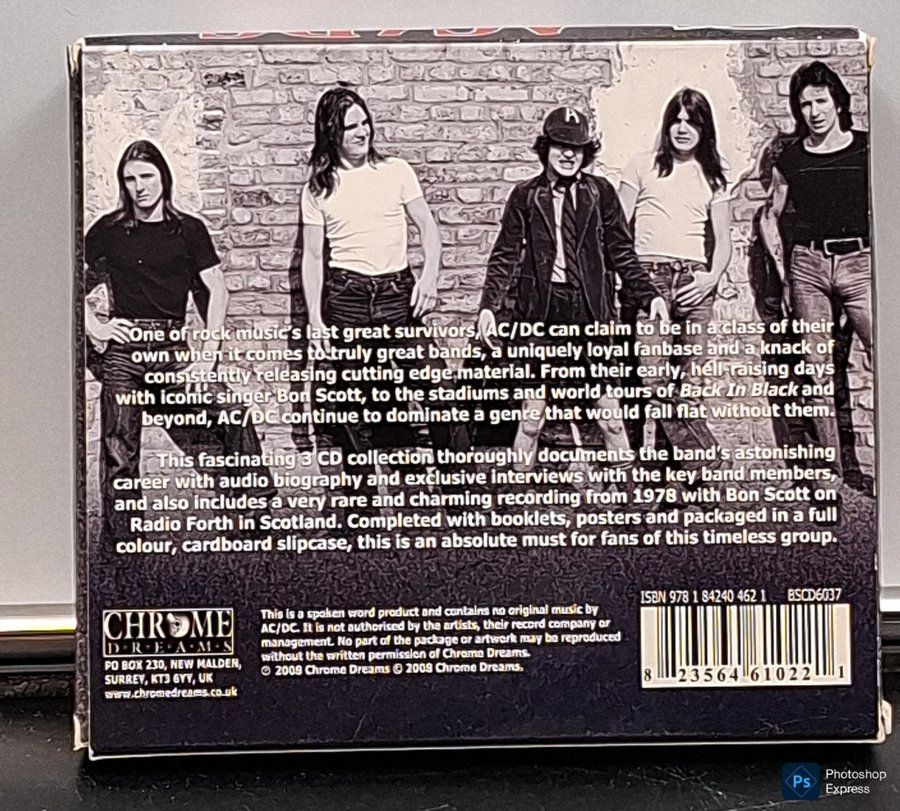 One of rock music's last great survivors, AC/DC can claim to be in a class of their
own when it comes to truly great bands, a uniquely loyal fanbase and a knack of
consistently releasing cutting edge material. From their early, hell-raising days
with iconic singer Bon Scott, to the stadiums and world tours of Back In Black and
beyond, AC/DC continue to dominate a genre that would fall flat without them.
This fascinating 3 CD collection thoroughly documents the band's astonishing
career with audio biography and exclusive interviews with the key band members,
and also includes a very rare and charming recording from 1978 with Bon Scott on
Radio Forth in Scotland. Completed with booklets, posters and packaged in a full
colour, cardboard slipcase, this is an absolute must for fans of this timeless group.
CHROME
DREAMS
PO BOX 230, NEW MALDEN,
SURREY, KT3 6YY, UK
www.chromedreams.co.uk
This is a spoken word product and contains no original music by
AC/DC. It is not authorised by the artists, their record company or
management. No part of the package or artwork may be reproduced
without the written permission of Chrome Dreams.
℗ 2008 Chrome Dreams © 2008 Chrome Dreams.
ISBN 978 1 84240 462 1 BSCD6037
8 23564 61022 1
A
Ps Photoshop
Express